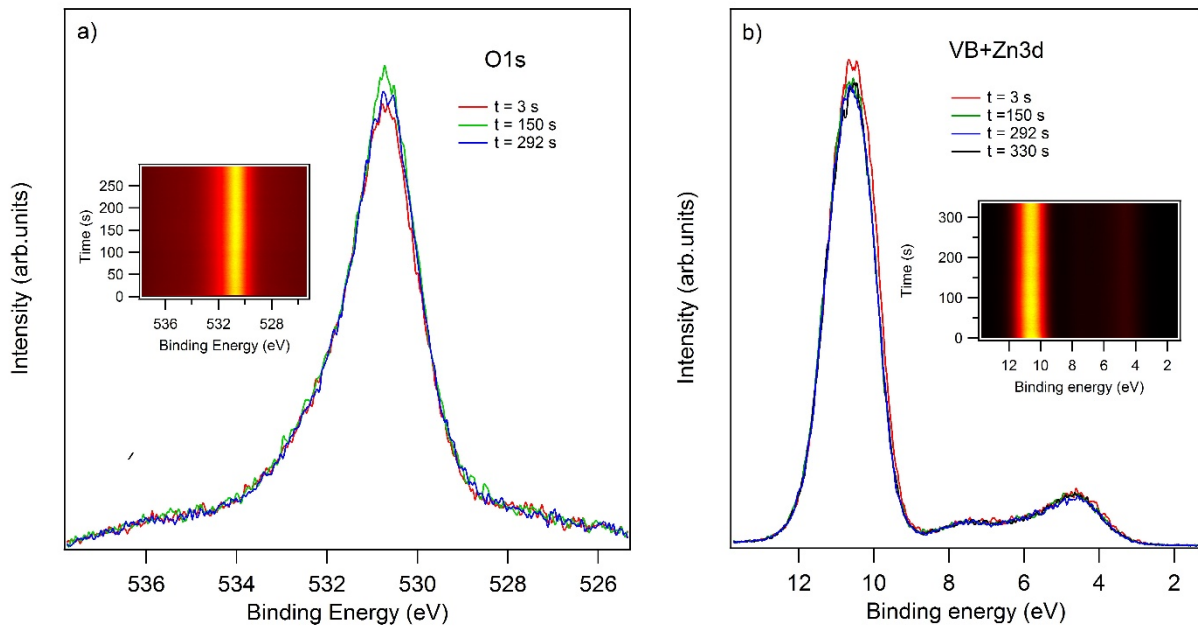 a)
O1s
t = 3 s
t = 150 s
t = 292 s
Intensity (arb.units)
Time (s)
250
200
150
100
50
0
536
532
528
Binding Energy (eV)
536
534
532
530
528
526
Binding Energy (eV)
b)
VB+Zn3d
t = 3 s
t =150 s
t = 292 s
t = 330 s
Intensity (arb.units)
Time (s)
300
200
100
0
12
10
8
6
4
2
Binding energy (eV)
12
10
8
6
4
2
Binding energy (eV)